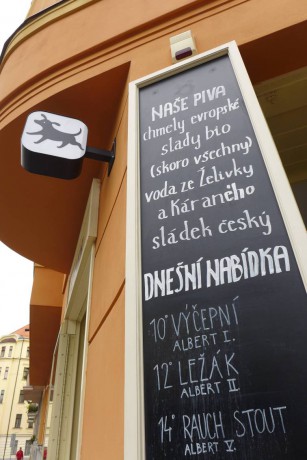 NAŠE PIVA
chmely evropské
slady bio
(skoro všechny)
voda ze Želivky
a Káraného
sládek český
DNEŠNÍ NABÍDKA
10° VÝČEPNÍ
ALBERT I.
12° LEŽÁK
ALBERT II
14° RAUCH STOUT
ALBERT V.